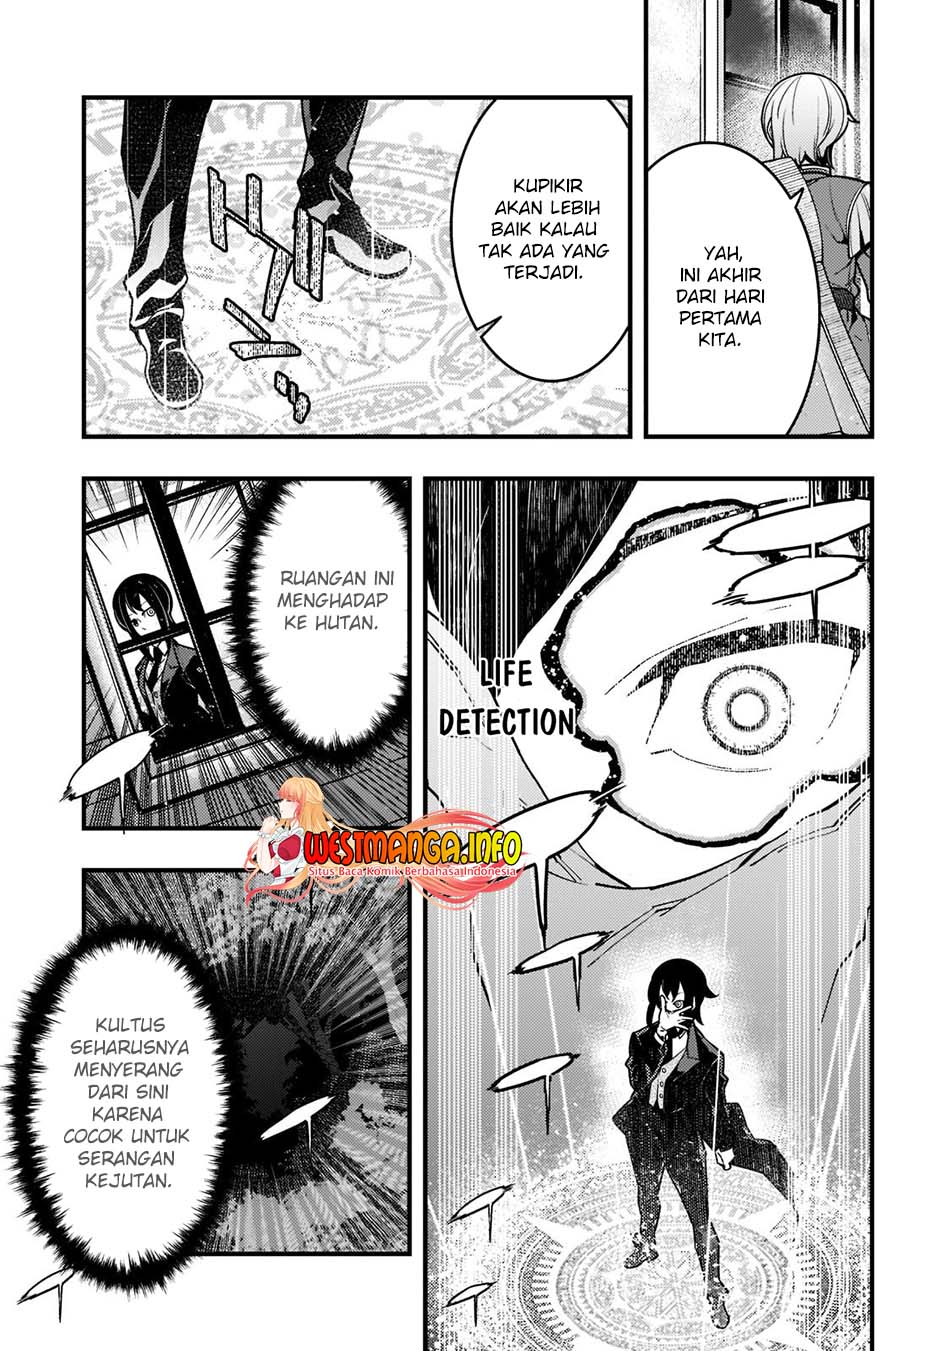 YAH,
INI AKHIR
DARI HARI
PERTAMA
KITA.
KUPIKIR
AKAN LEBIH
BAIK KALAU
TAK ADA YANG
TERJADI.
LIFE
DETECTION
RUANGAN INI
MENGHADAP
KE HUTAN.
WESTMANGA.INFO
Situs Baca Komik Berbahasa Indonesia
KULTUS
SEHARUSNYA
MENYERANG
DARI SINI
KARENA
COCOK UNTUK
SERANGAN
KEJUTAN.